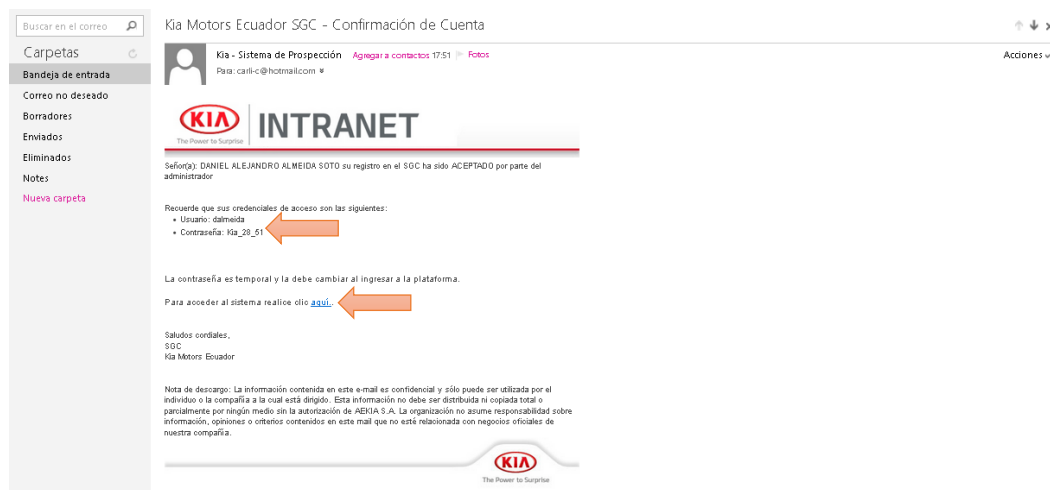 Buscar en el correo
Carpetas
Bandeja de entrada
Correo no deseado
Borradores
Enviados
Eliminados
Notes
Nueva carpeta
Kia Motors Ecuador SGC - Confirmación de Cuenta
Kia - Sistema de Prospección Agregar a contactos 17:51 Fotos
Acciones
Para: carli-c@hotmail.com
KIA INTRANET
The Power to Surprise
Señor(a): DANIEL ALEJANDRO ALMEIDA SOTO su registro en el SGC ha sido ACEPTADO por parte del
administrador
Recuerde que sus credenciales de acceso son las siguientes:
• Usuario: dalmeida
• Contraseña: Kia_28_51
La contraseña es temporal y la debe cambiar al ingresar a la plataforma.
Para acceder al sistema realice clic aquí..
Saludos cordiales,
SGC
Kia Motors Ecuador
Nota de descargo: La información contenida en este e-mail es confidencial y sólo puede ser utilizada por el
individuo o la compañía a la cual está dirigido. Esta información no debe ser distribuida ni copiada total o
parcialmente por ningún medio sin la autorización de AEKIA S.A. La organización no asume responsabilidad sobre
información, opiniones o criterios contenidos en este mail que no esté relacionada con negocios oficiales de
nuestra compañía.
KIA
The Power to Surprise